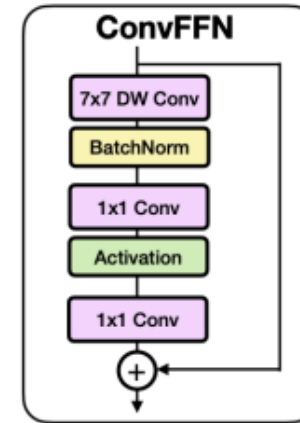 ConvFFN
7x7 DW Conv
BatchNorm
1x1 Conv
Activation
1x1 Conv
+